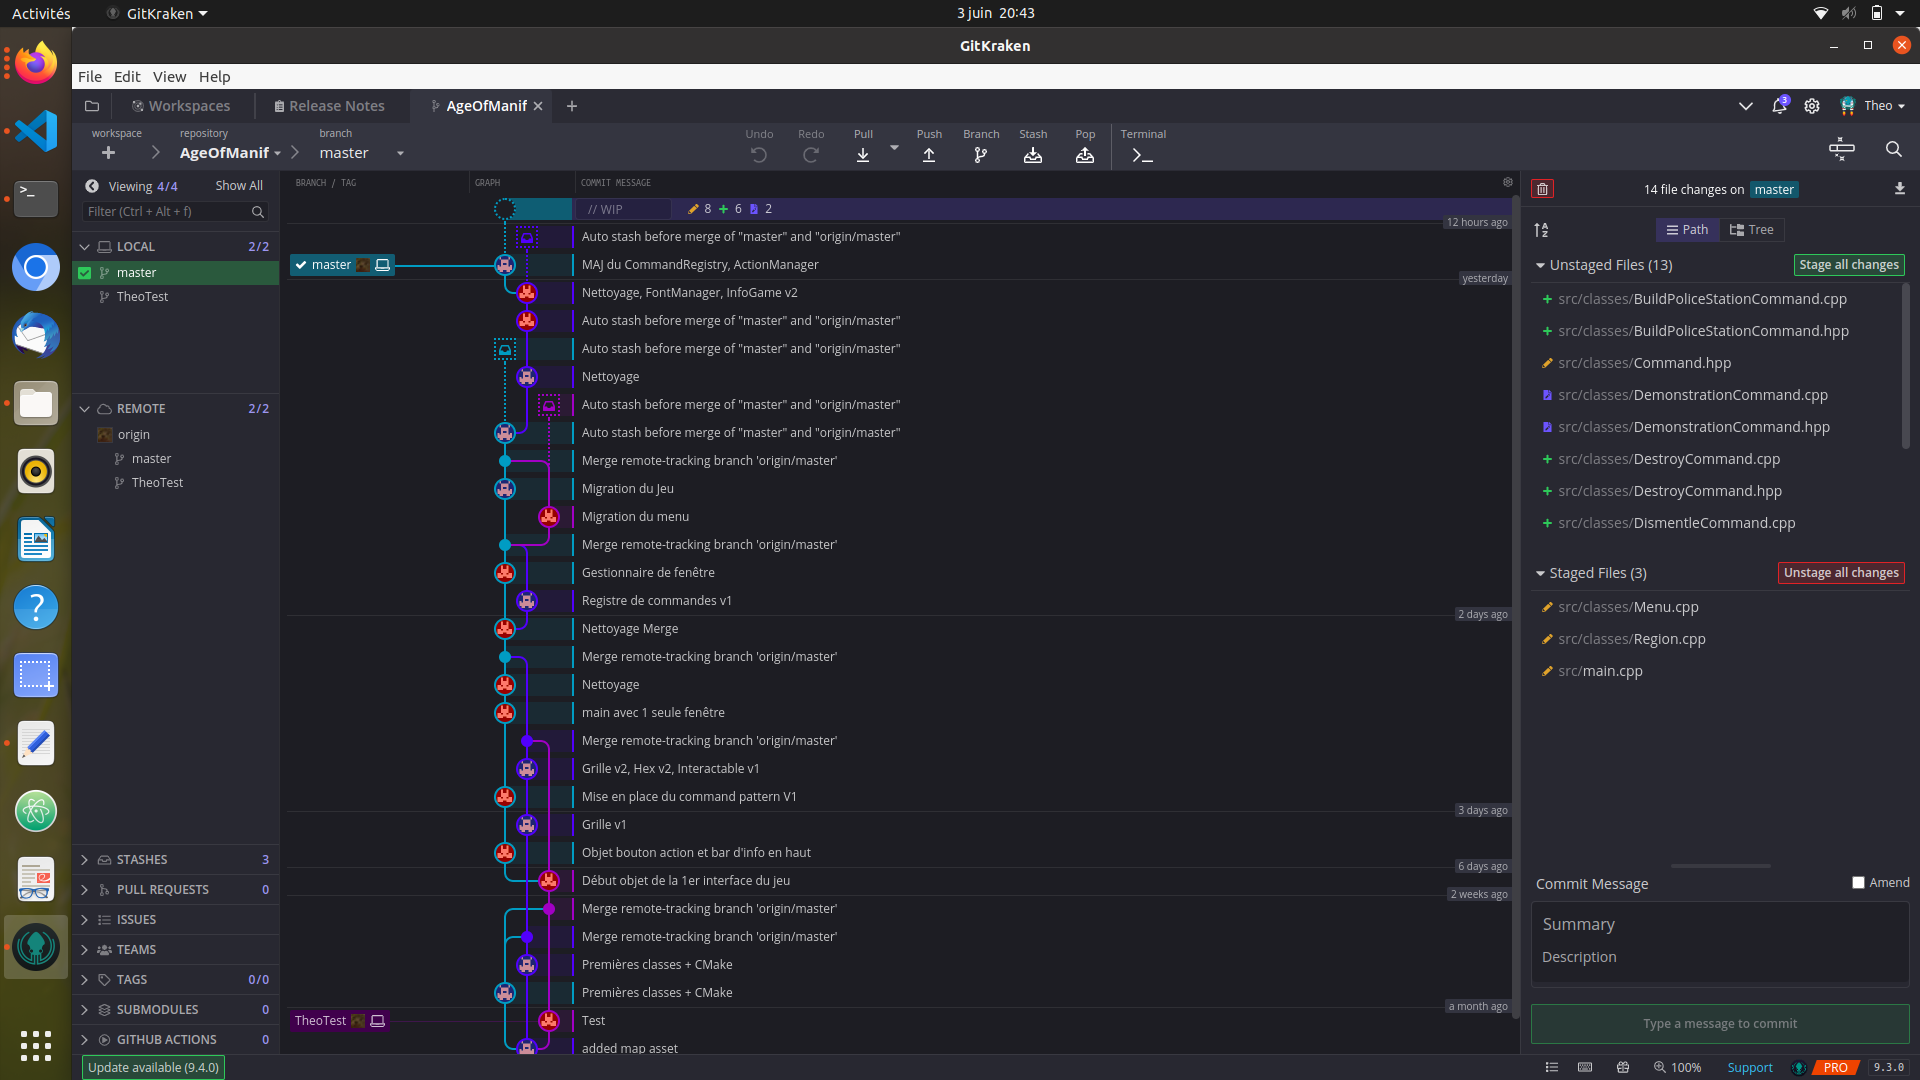 Activités
GitKraken
3 juin 20:43
GitKraken
File Edit View Help
Workspaces
Release Notes
AgeOfManif
3
Theo
workspace
repository
AgeOfManif
branch
master
Undo
Redo
Pull
Push
Branch
Stash
Pop
Terminal
Viewing 4/4
Show All
Filter (Ctrl + Alt + f)
LOCAL 2/2
master
TheoTest
REMOTE 2/2
origin
master
TheoTest
STASHES 3
PULL REQUESTS 0
ISSUES
TEAMS
TAGS 0/0
SUBMODULES 0
GITHUB ACTIONS 0
Update available (9.4.0)
BRANCH / TAG
GRAPH
COMMIT MESSAGE
// WIP 8 6 2
12 hours ago
Auto stash before merge of "master" and "origin/master"
master
MAJ du CommandRegistry, ActionManager
yesterday
Nettoyage, FontManager, InfoGame v2
Auto stash before merge of "master" and "origin/master"
Auto stash before merge of "master" and "origin/master"
Nettoyage
Auto stash before merge of "master" and "origin/master"
Auto stash before merge of "master" and "origin/master"
Merge remote-tracking branch 'origin/master'
Migration du Jeu
Migration du menu
Merge remote-tracking branch 'origin/master'
Gestionnaire de fenêtre
Registre de commandes v1
2 days ago
Nettoyage Merge
Merge remote-tracking branch 'origin/master'
Nettoyage
main avec 1 seule fenêtre
Merge remote-tracking branch 'origin/master'
Grille v2, Hex v2, Interactable v1
Mise en place du command pattern V1
3 days ago
Grille v1
Objet bouton action et bar d'info en haut
6 days ago
Début objet de la 1er interface du jeu
2 weeks ago
Merge remote-tracking branch 'origin/master'
Merge remote-tracking branch 'origin/master'
Premières classes + CMake
Premières classes + CMake
a month ago
TheoTest
Test
added map asset
14 file changes on master
Path
Tree
Unstaged Files (13)
Stage all changes
src/classes/BuildPoliceStationCommand.cpp
src/classes/BuildPoliceStationCommand.hpp
src/classes/Command.hpp
src/classes/DemonstrationCommand.cpp
src/classes/DemonstrationCommand.hpp
src/classes/DestroyCommand.cpp
src/classes/DestroyCommand.hpp
src/classes/DismentleCommand.cpp
Staged Files (3)
Unstage all changes
src/classes/Menu.cpp
src/classes/Region.cpp
src/main.cpp
Commit Message
Amend
Summary
Description
Type a message to commit
100%
Support
PRO
9.3.0